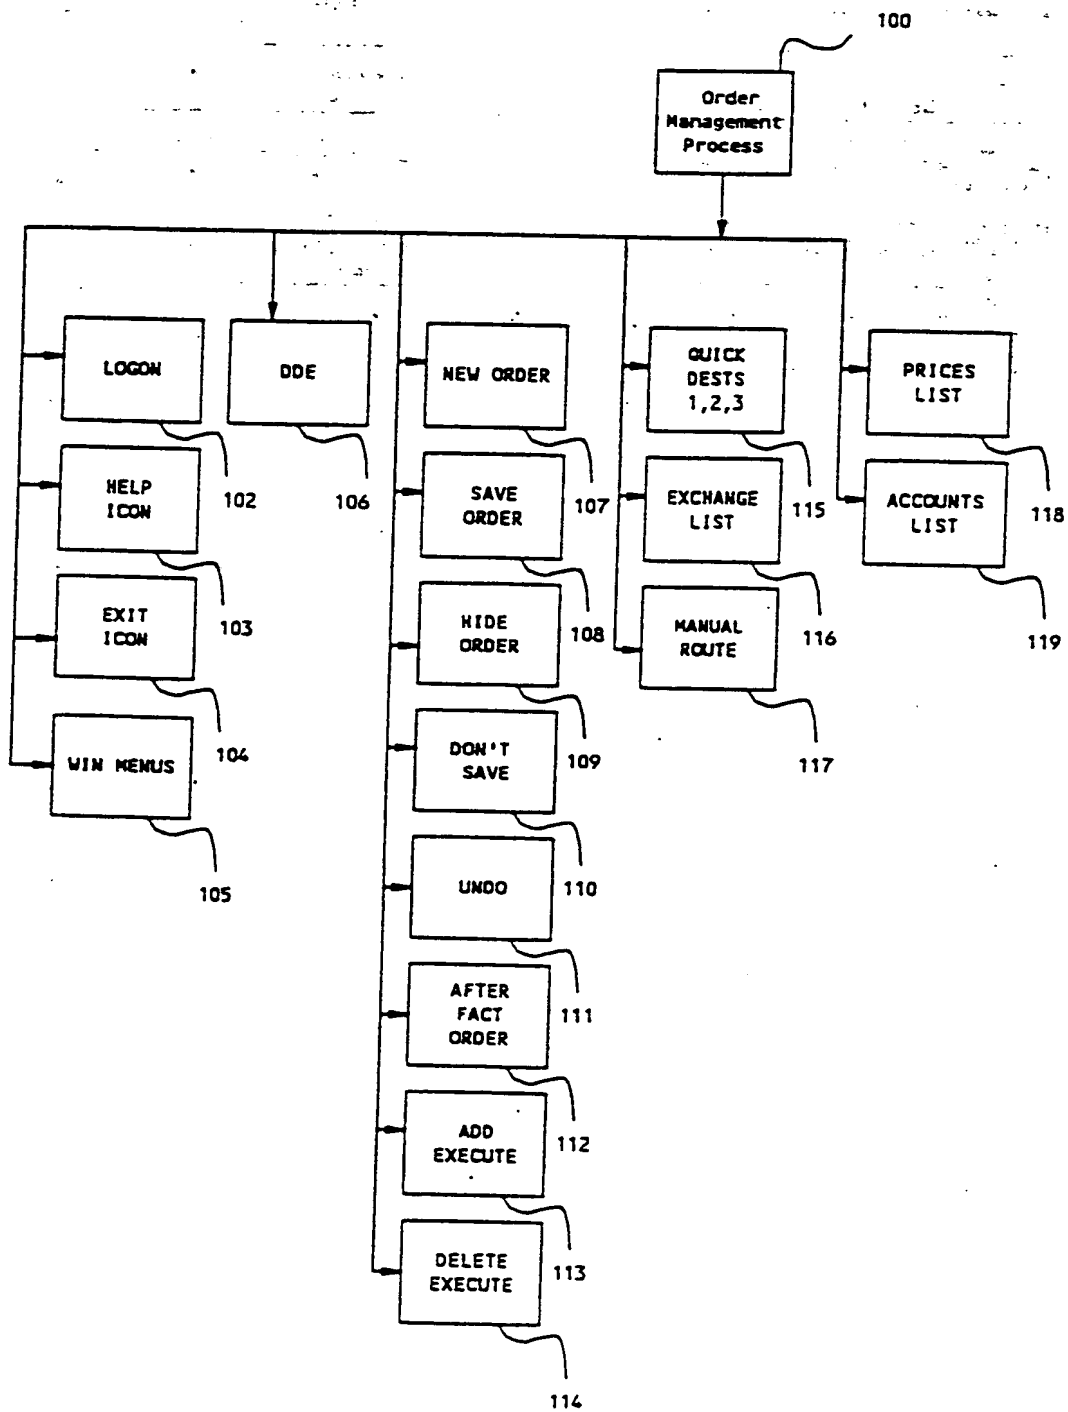 100
Order
Management
Process
LOGON
102
HELP
ICON
103
EXIT
ICON
104
WIN MENUS
105
DDE
106
NEW ORDER
107
SAVE
ORDER
108
HIDE
ORDER
109
DON'T
SAVE
110
UNDO
111
AFTER
FACT
ORDER
112
ADD
EXECUTE
113
DELETE
EXECUTE
114
QUICK
DESTS
1,2,3
115
EXCHANGE
LIST
116
MANUAL
ROUTE
117
PRICES
LIST
118
ACCOUNTS
LIST
119